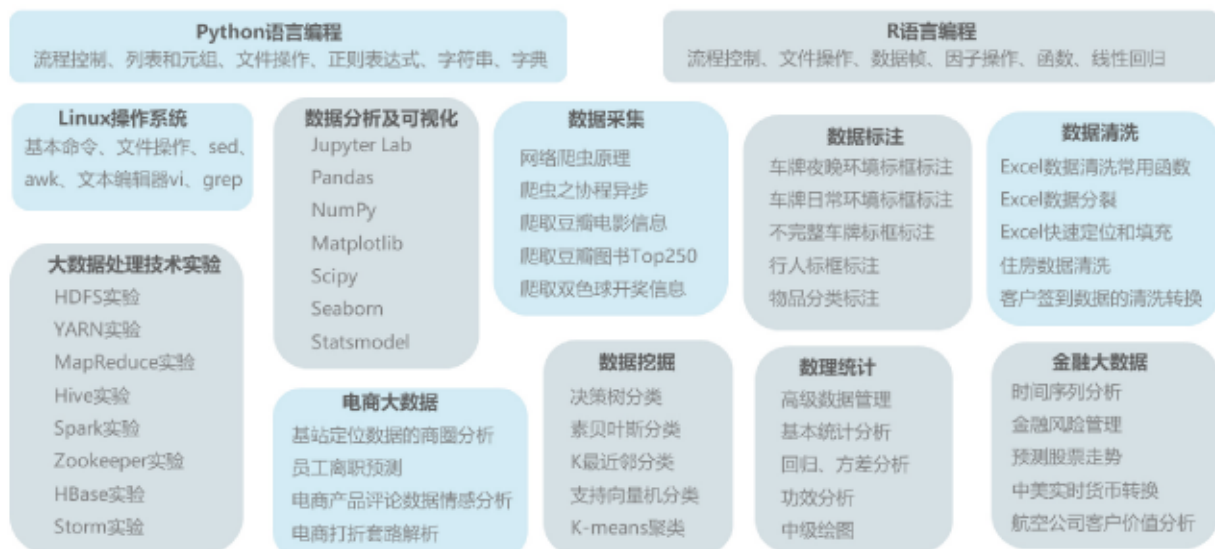 Python语言编程
流程控制、列表和元组、文件操作、正则表达式、字符串、字典
R语言编程
流程控制、文件操作、数据帧、因子操作、函数、线性回归
Linux操作系统
基本命令、文件操作、sed、
awk、文本编辑器vi、grep
数据分析及可视化
Jupyter Lab
Pandas
NumPy
Matplotlib
Scipy
Seaborn
Statsmodel
数据采集
网络爬虫原理
爬虫之协程异步
爬取豆瓣电影信息
爬取豆瓣图书Top250
爬取双色球开奖信息
数据标注
车牌夜晚环境标框标注
车牌日常环境标框标注
不完整车牌标框标注
行人标框标注
物品分类标注
数据清洗
Excel数据清洗常用函数
Excel数据分裂
Excel快速定位和填充
住房数据清洗
客户签到数据的清洗转换
大数据处理技术实验
HDFS实验
YARN实验
MapReduce实验
Hive实验
Spark实验
Zookeeper实验
HBase实验
Storm实验
电商大数据
基站定位数据的商圈分析
员工离职预测
电商产品评论数据情感分析
电商打折套路解析
数据挖掘
决策树分类
素贝叶斯分类
K最近邻分类
支持向量机分类
K-means聚类
数理统计
高级数据管理
基本统计分析
回归、方差分析
功效分析
中级绘图
金融大数据
时间序列分析
金融风险管理
预测股票走势
中美实时货币转换
航空公司客户价值分析